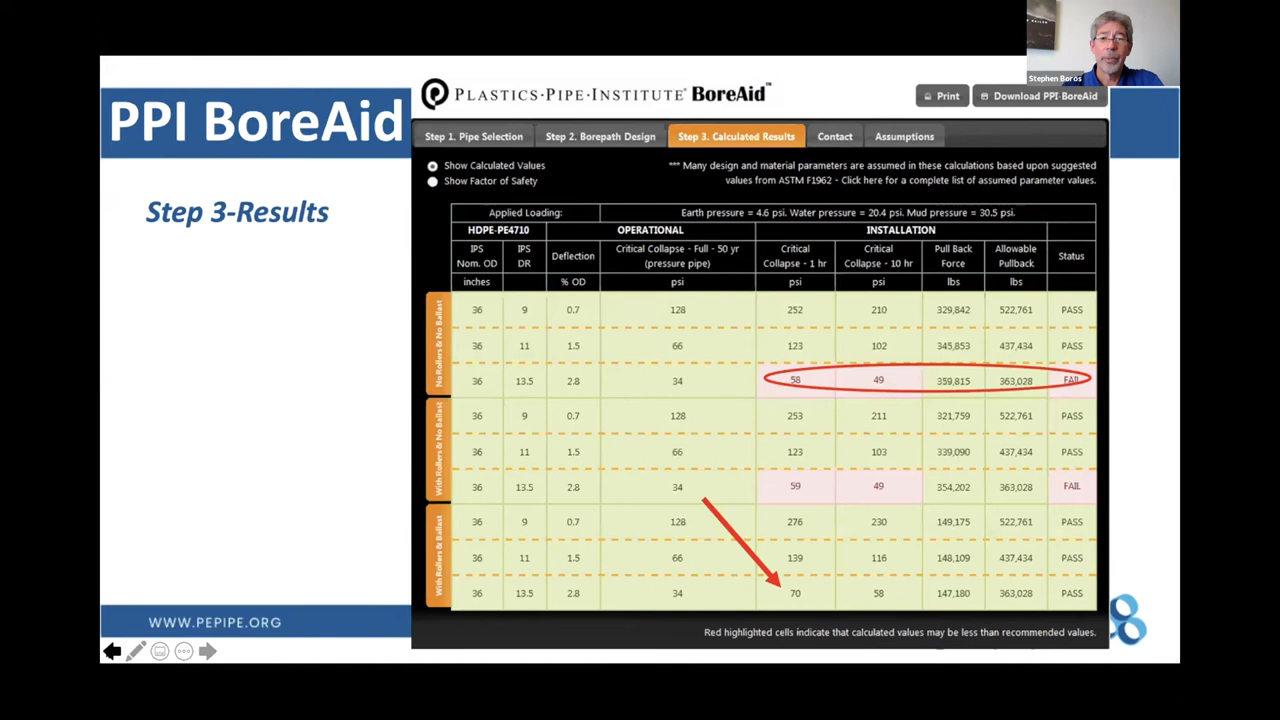 Stephen Boros
PPI BoreAid
Step 3-Results
PLASTICS·PIPE·INSTITUTE® BoreAid™
Print
Download PPI-BoreAid
Step 1. Pipe Selection
Step 2. Borepath Design
Step 3. Calculated Results
Contact
Assumptions
Show Calculated Values
Show Factor of Safety
*** Many design and material parameters are assumed in these calculations based upon suggested
values from ASTM F1962 - Click here for a complete list of assumed parameter values.
Applied Loading: Earth pressure = 4.6 psi. Water pressure = 20.4 psi. Mud pressure = 30.5 psi.
HDPE-PE4710 OPERATIONAL INSTALLATION
IPS Nom. OD IPS DR Deflection Critical Collapse - Full - 50 yr (pressure pipe) Critical Collapse - 1 hr Critical Collapse - 10 hr Pull Back Force Allowable Pullback Status
inches % OD psi psi psi lbs lbs
No Rollers & No Ballast
36 9 0.7 128 252 210 329,842 522,761 PASS
36 11 1.5 66 123 102 345,853 437,434 PASS
36 13.5 2.8 34 58 49 359,815 363,028 FAIL
With Rollers & No Ballast
36 9 0.7 128 253 211 321,759 522,761 PASS
36 11 1.5 66 123 103 339,090 437,434 PASS
36 13.5 2.8 34 59 49 354,202 363,028 FAIL
With Rollers & Ballast
36 9 0.7 128 276 230 149,175 522,761 PASS
36 11 1.5 66 139 116 148,109 437,434 PASS
36 13.5 2.8 34 70 58 147,180 363,028 PASS
Red highlighted cells indicate that calculated values may be less than recommended values.
WWW.PEPIPE.ORG